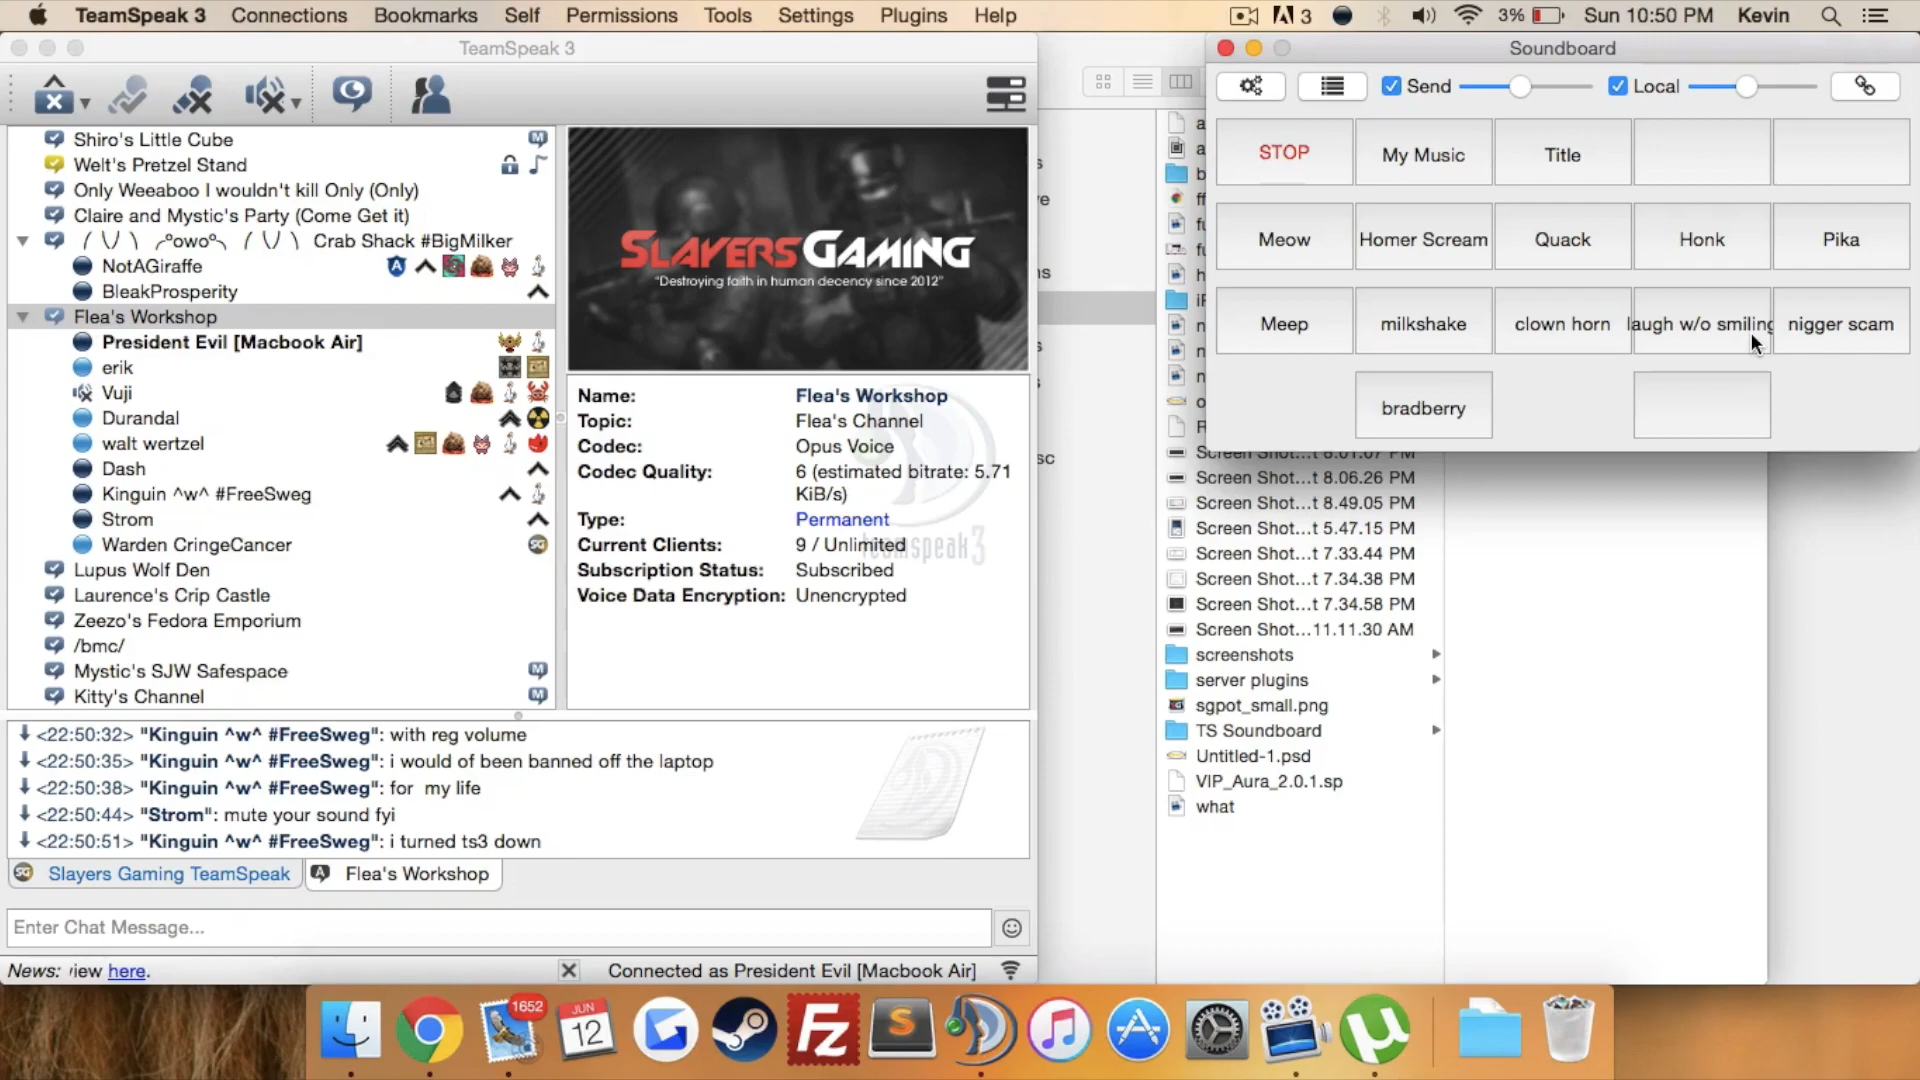 TeamSpeak 3 Connections Bookmarks Self Permissions Tools Settings Plugins Help
3 3% Sun 10:50 PM Kevin
TeamSpeak 3
Shiro's Little Cube
Welt's Pretzel Stand
Only Weeaboo I wouldn't kill Only (Only)
Claire and Mystic's Party (Come Get it)
Crab Shack #BigMilker
NotAGiraffe
BleakProsperity
Flea's Workshop
President Evil [Macbook Air]
erik
Vuji
Durandal
walt wertzel
Dash
Kinguin ^w^ #FreeSweg
Strom
Warden CringeCancer
Lupus Wolf Den
Laurence's Crip Castle
Zeezo's Fedora Emporium
/bmc/
Mystic's SJW Safespace
Kitty's Channel
SLAYERSGAMING
"Destroying faith in human decency since 2012"
Name: Flea's Workshop
Topic: Flea's Channel
Codec: Opus Voice
Codec Quality: 6 (estimated bitrate: 5.71
KiB/s)
Type: Permanent
Current Clients: 9 / Unlimited
Subscription Status: Subscribed
Voice Data Encryption: Unencrypted
teamspeak3
<22:50:32> "Kinguin ^w^ #FreeSweg": with reg volume
<22:50:35> "Kinguin ^w^ #FreeSweg": i would of been banned off the laptop
<22:50:38> "Kinguin ^w^ #FreeSweg": for my life
<22:50:44> "Strom": mute your sound fyi
<22:50:51> "Kinguin ^w^ #FreeSweg": i turned ts3 down
Slayers Gaming TeamSpeak
Flea's Workshop
Enter Chat Message...
News: view here.
Connected as President Evil [Macbook Air]
Soundboard
Send Local
STOP My Music Title
Meow Homer Scream Quack Honk Pika
Meep milkshake clown horn laugh w/o smiling nigger scam
bradberry
Screen Shot...t 8.06.26 PM
Screen Shot...t 8.49.05 PM
Screen Shot...t 5.47.15 PM
Screen Shot...t 7.33.44 PM
Screen Shot...t 7.34.38 PM
Screen Shot...t 7.34.58 PM
Screen Shot...11.11.30 AM
screenshots
server plugins
sgpot_small.png
TS Soundboard
Untitled-1.psd
VIP_Aura_2.0.1.sp
what
1652
JUN
12